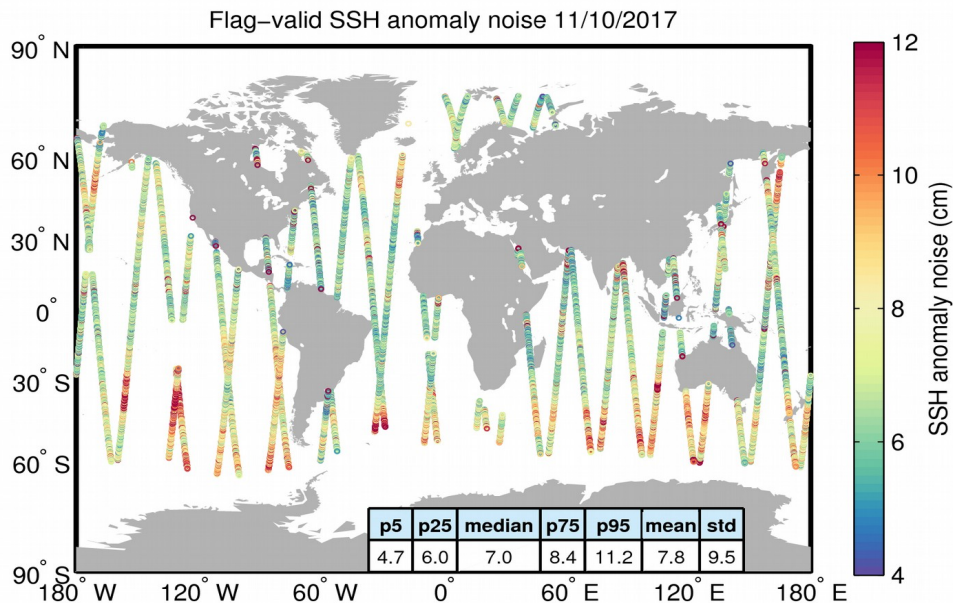 Flag−valid SSH anomaly noise 11/10/2017
90° N
60° N
30° N
0°
30° S
60° S
90° S
180° W
120° W
60° W
0°
60° E
120° E
180° E
p5 p25 median p75 p95 mean std
4.7 6.0 7.0 8.4 11.2 7.8 9.5
12
10
8
6
4
SSH anomaly noise (cm)